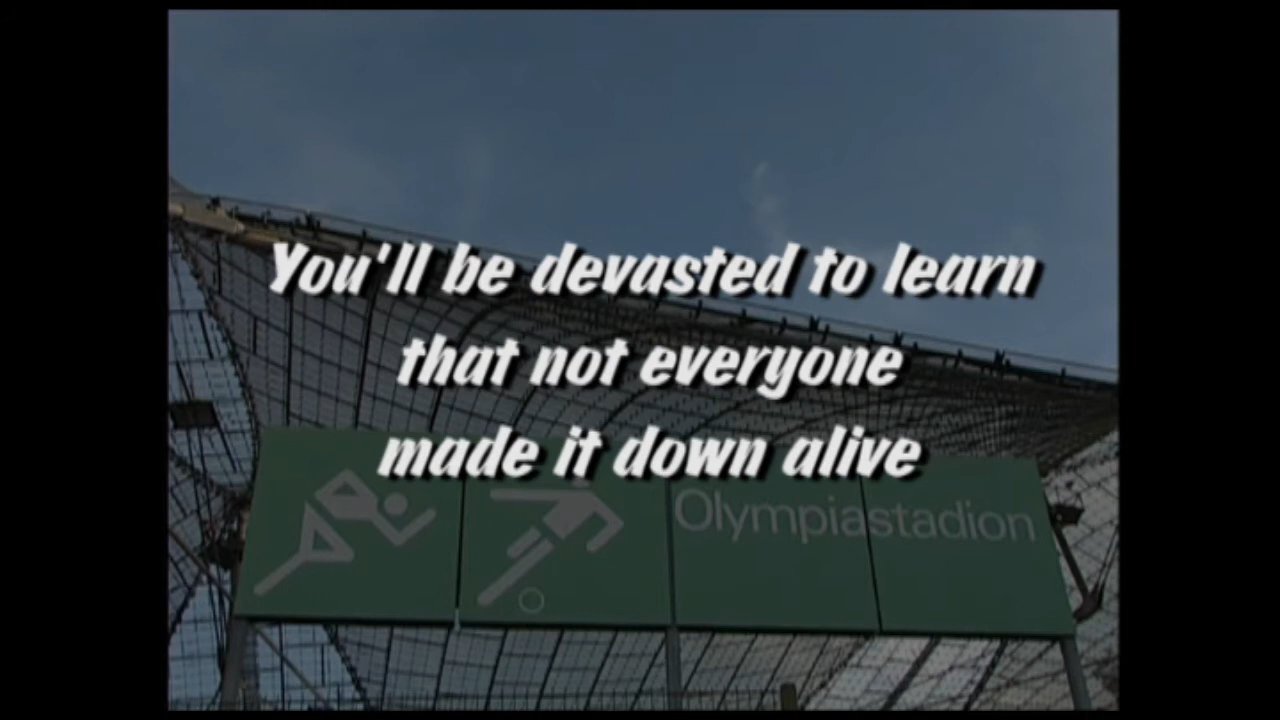 You'll be devasted to learn
that not everyone
made it down alive
Olympiastadion